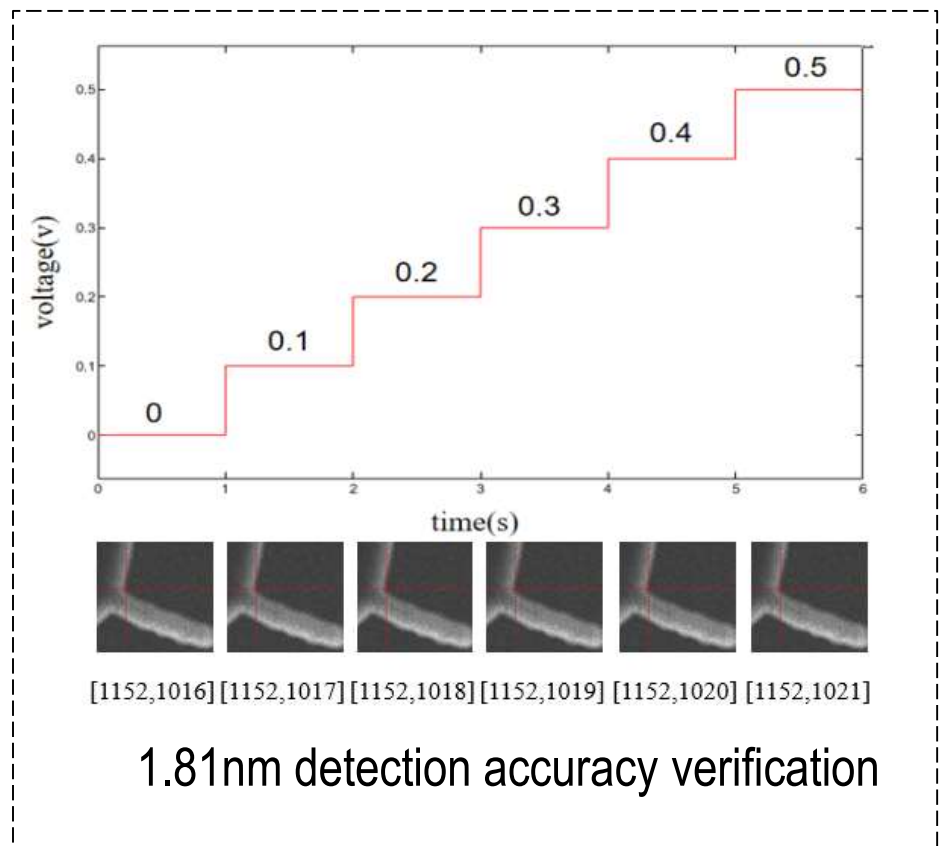 0.5
0.5
0.4
0.4
0.3
0.3
0.2
0.2
0.1
0.1
0
0
voltage(v)
0 1 2 3 4 5 6
time(s)
[1152,1016] [1152,1017] [1152,1018] [1152,1019] [1152,1020] [1152,1021]
1.81nm detection accuracy verification